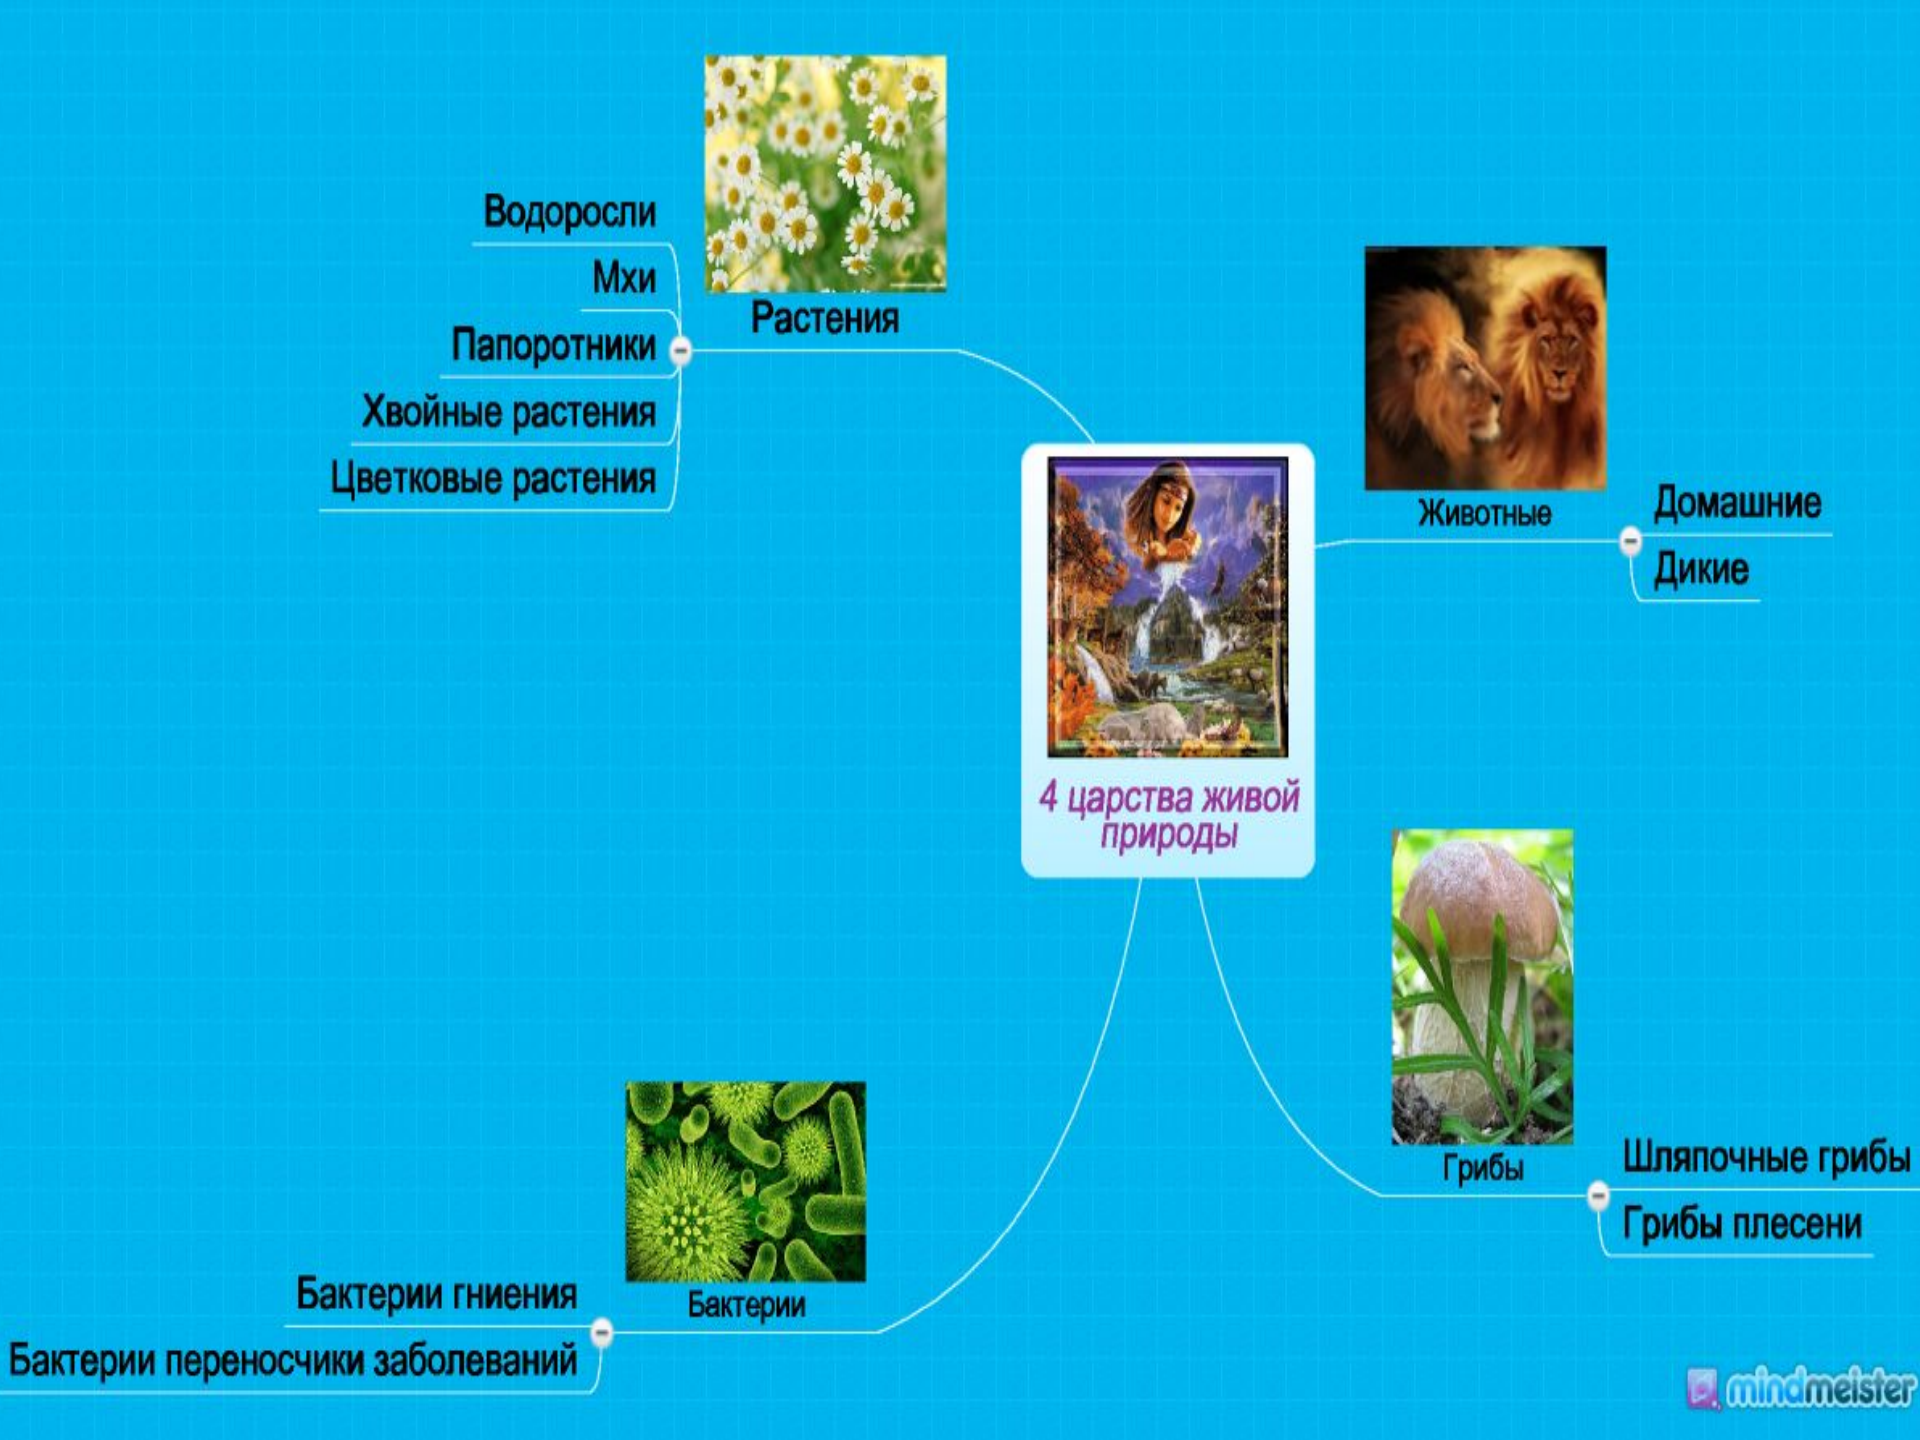 Растения
Водоросли
Мхи
Папоротники
Хвойные растения
Цветковые растения
Животные
Домашние
Дикие
4 царства живой
природы
Грибы
Шляпочные грибы
Грибы плесени
Бактерии
Бактерии гниения
Бактерии переносчики заболеваний
mindmeister